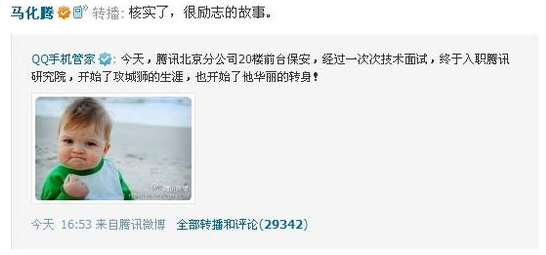 马化腾 转播: 核实了，很励志的故事。
QQ手机管家 : 今天，腾讯北京分公司20楼前台保安，经过一次次技术面试，终于入职腾讯
研究院，开始了攻城狮的生涯，也开始了他华丽的转身！
腾讯微博
今天 16:53 来自腾讯微博 全部转播和评论(29342)